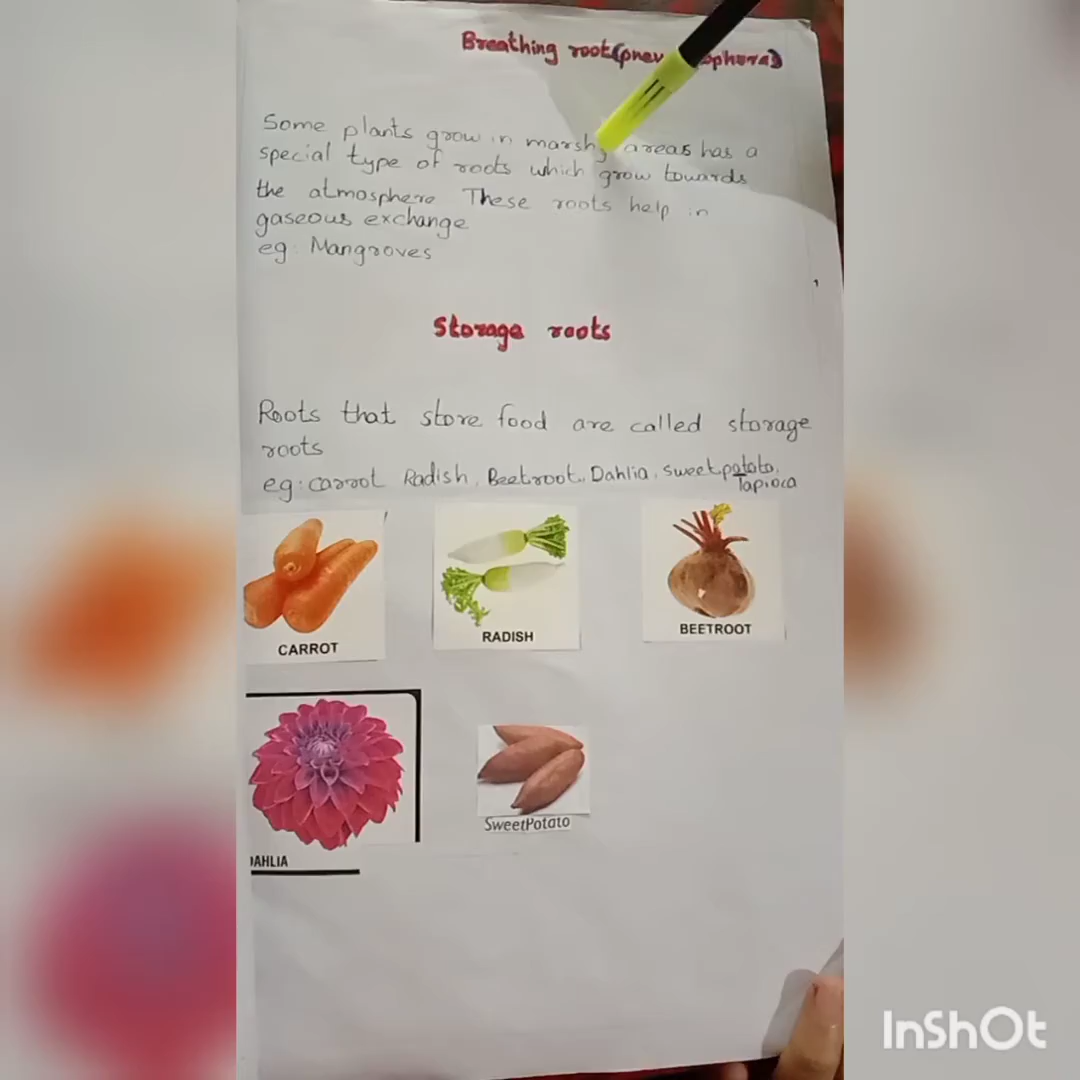 Breathing root
Some plants grow in marshy areas has a
special type of roots which grow towards
the atmosphere These roots help in
gaseous exchange
eg: Mangroves
Storage roots
Roots that store food are called storage
roots
eg: carrot Radish, Beetroot, Dahlia, sweetpotato,
Tapioca
CARROT
RADISH
BEETROOT
AHLIA
SweetPotato
InShOt